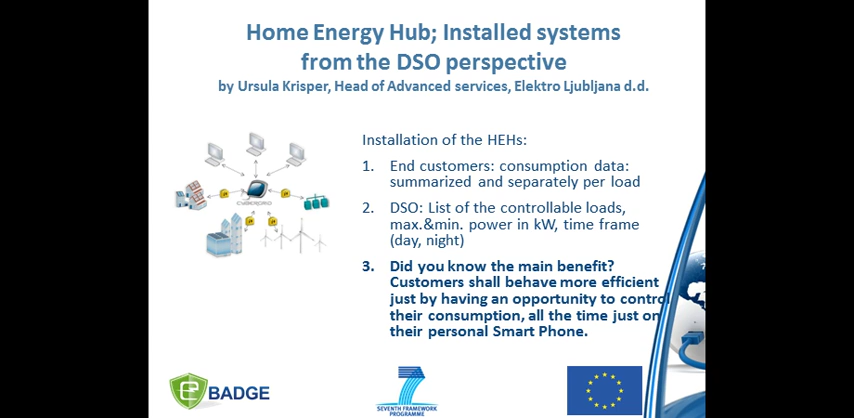 Home Energy Hub; Installed systems
from the DSO perspective
by Ursula Krisper, Head of Advanced services, Elektro Ljubljana d.d.
Installation of the HEHs:
1. End customers: consumption data:
summarized and separately per load
2. DSO: List of the controllable loads,
max.&min. power in kW, time frame
(day, night)
3. Did you know the main benefit?
Customers shall behave more efficient
just by having an opportunity to control
their consumption, all the time just on
their personal Smart Phone.
BADGE
SEVENTH FRAMEWORK
PROGRAMME